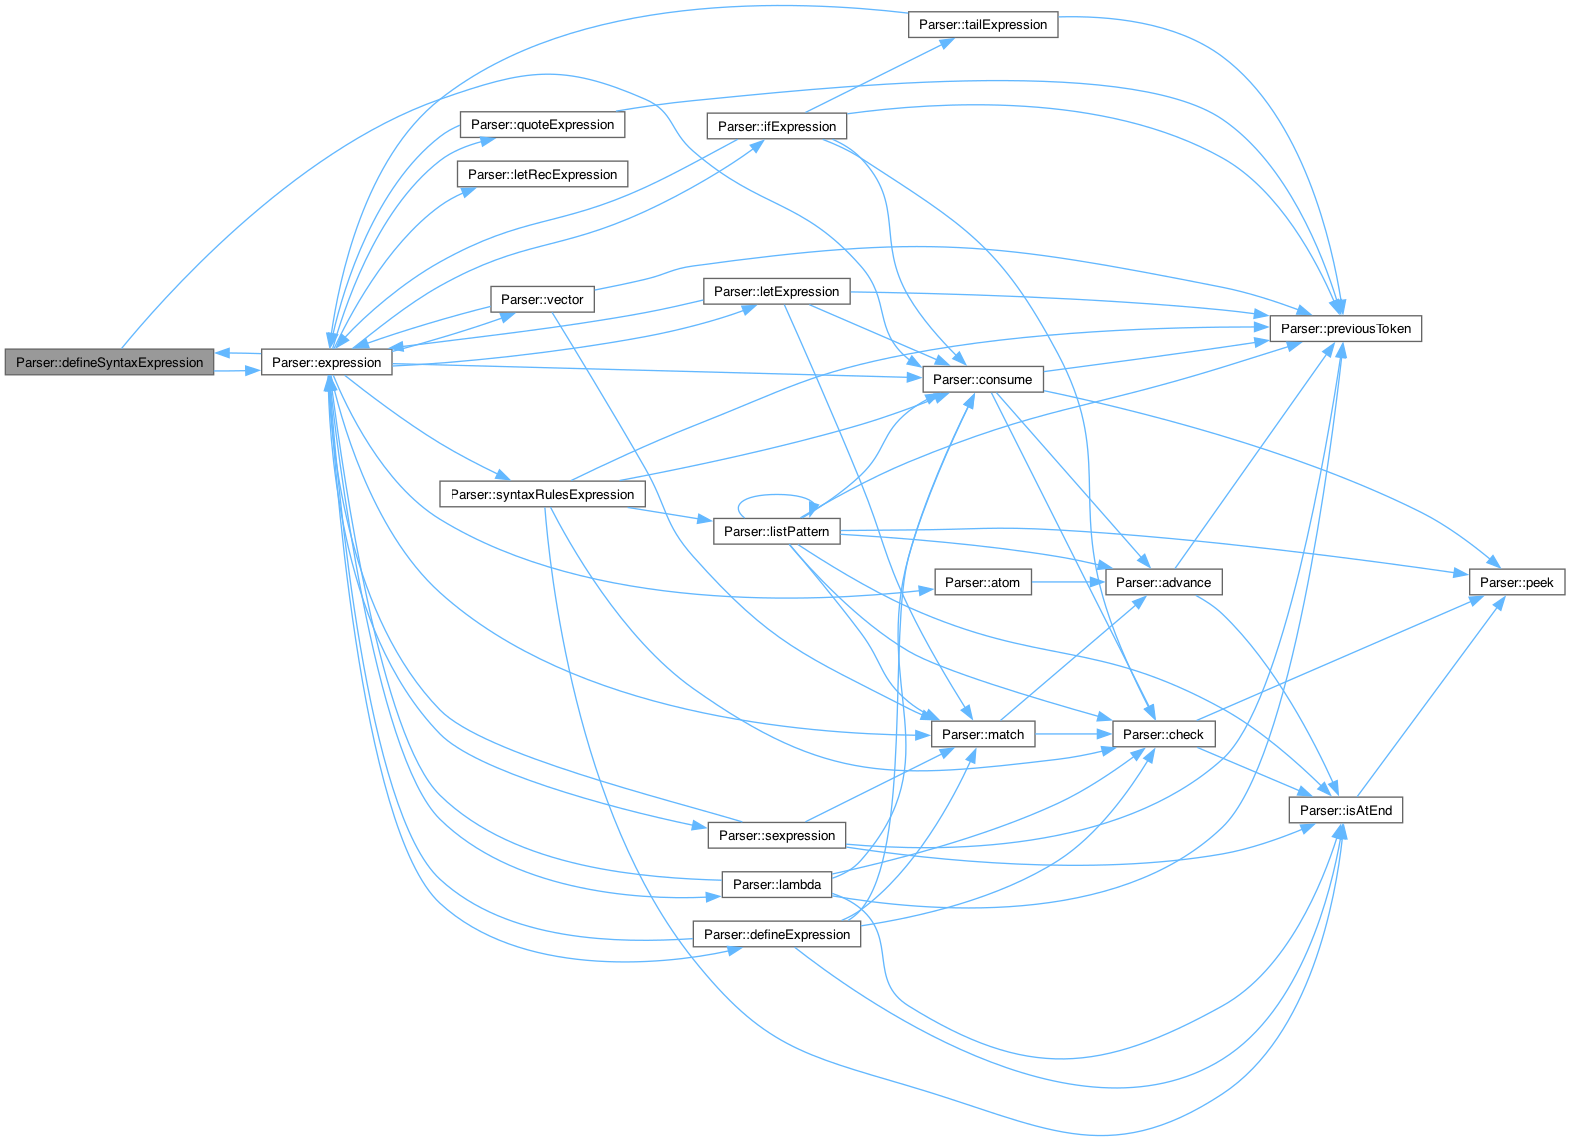 Parser::tailExpression
Parser::quoteExpression
Parser::ifExpression
Parser::letRecExpression
Parser::vector
Parser::letExpression
Parser::previousToken
Parser::defineSyntaxExpression
Parser::expression
Parser::consume
Parser::syntaxRulesExpression
Parser::listPattern
Parser::atom
Parser::advance
Parser::peek
Parser::match
Parser::check
Parser::isAtEnd
Parser::sexpression
Parser::lambda
Parser::defineExpression